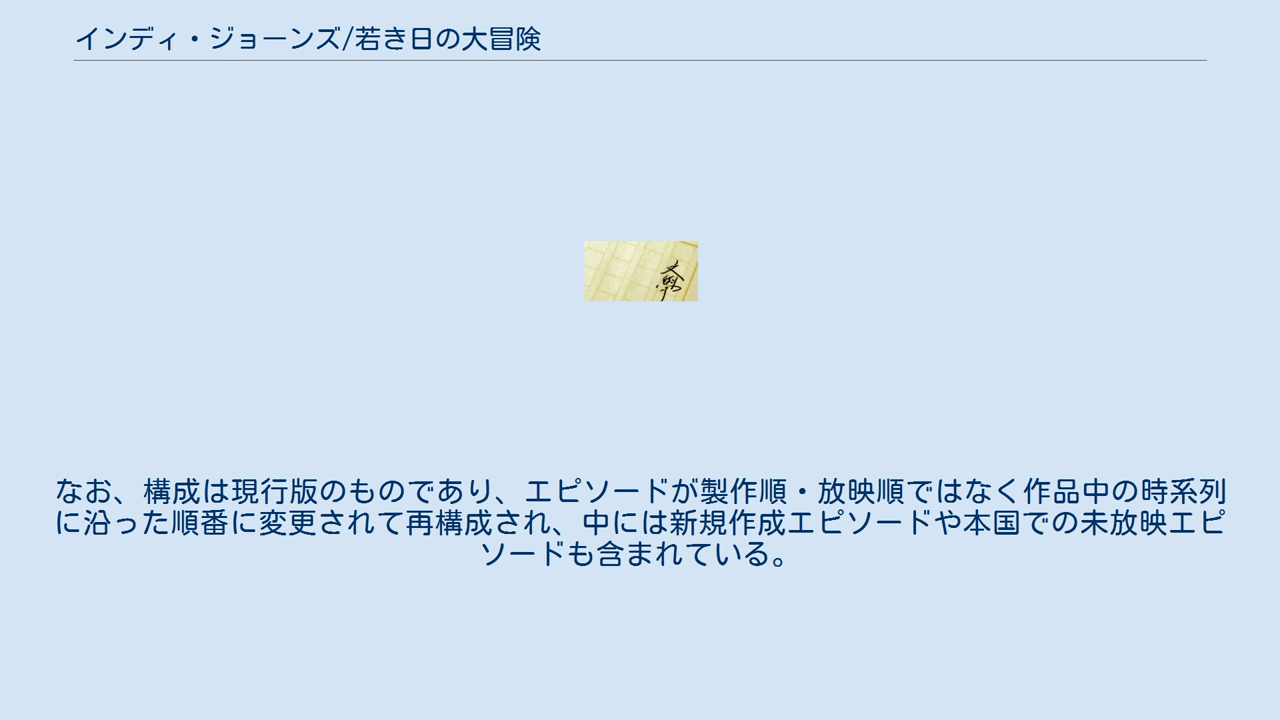 インディ・ジョーンズ/若き日の大冒険
なお、構成は現行版のものであり、エピソードが製作順・放映順ではなく作品中の時系列
に沿った順番に変更されて再構成され、中には新規作成エピソードや本国での未放映エピ
ソードも含まれている。